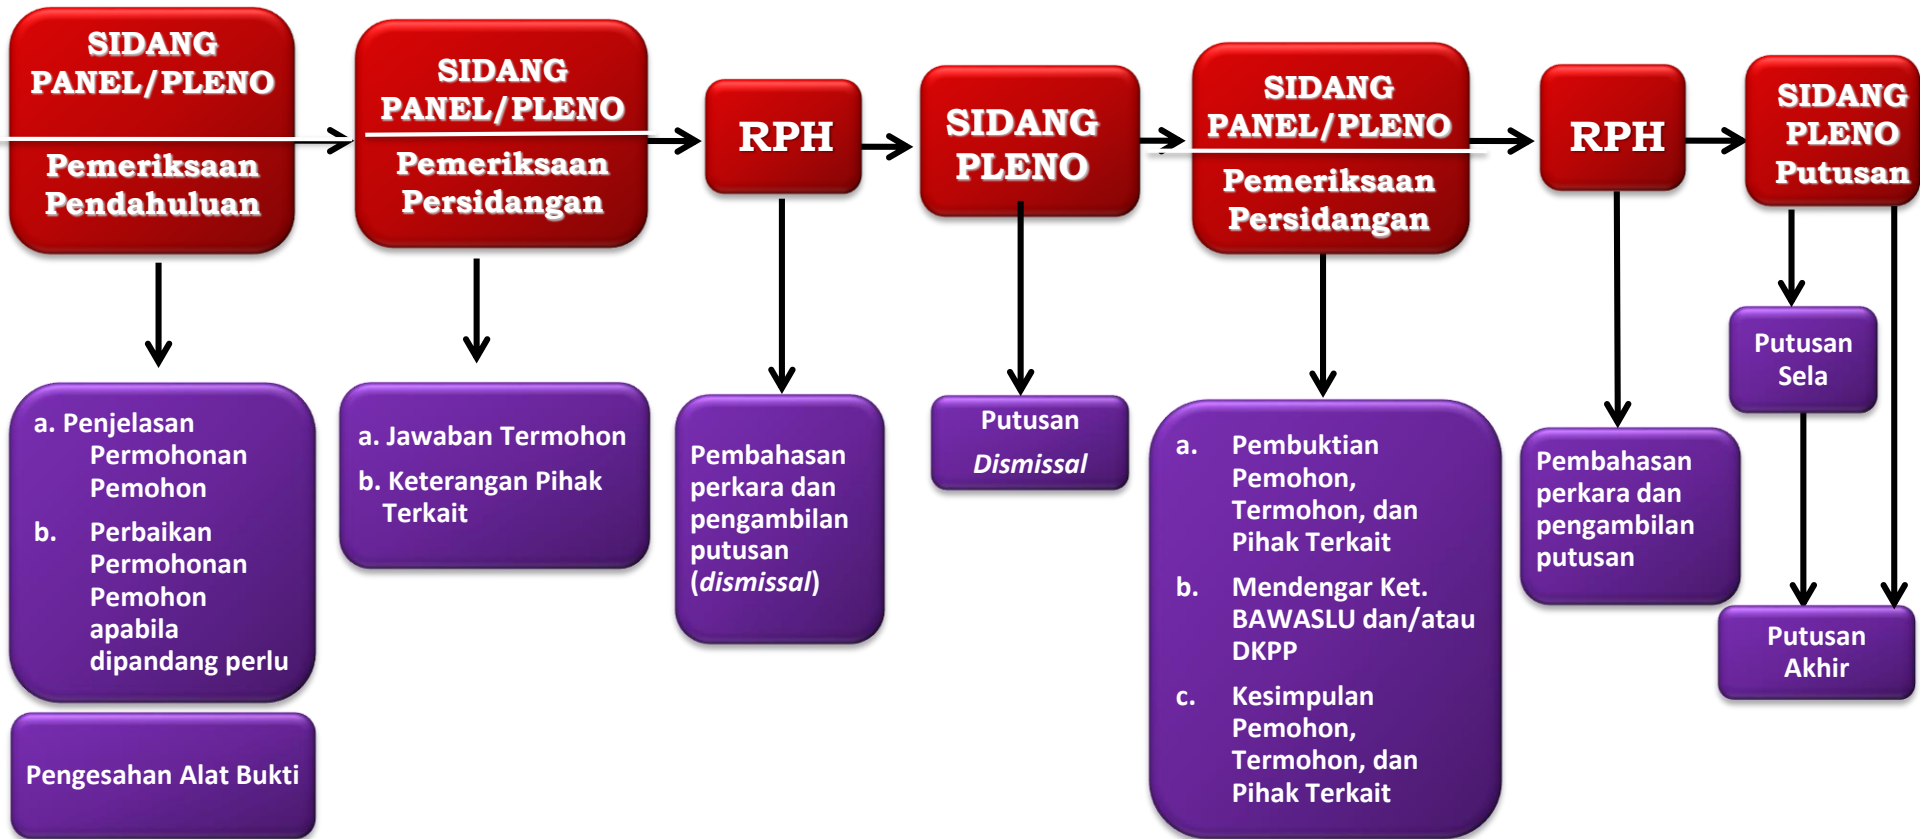 SIDANG
PANEL/PLENO
Pemeriksaan
Pendahuluan
SIDANG
PANEL/PLENO
Pemeriksaan
Persidangan
RPH
SIDANG
PLENO
SIDANG
PANEL/PLENO
Pemeriksaan
Persidangan
RPH
SIDANG
PLENO
Putusan
a. Penjelasan
Permohonan
Pemohon
b. Perbaikan
Permohonan
Pemohon
apabila
dipandang perlu
Pengesahan Alat Bukti
a. Jawaban Termohon
b. Keterangan Pihak
Terkait
Pembahasan
perkara dan
pengambilan
putusan
(dismissal)
Putusan
Dismissal
a. Pembuktian
Pemohon,
Termohon, dan
Pihak Terkait
b. Mendengar Ket.
BAWASLU dan/atau
DKPP
c. Kesimpulan
Pemohon,
Termohon, dan
Pihak Terkait
Pembahasan
perkara dan
pengambilan
putusan
Putusan
Sela
Putusan
Akhir